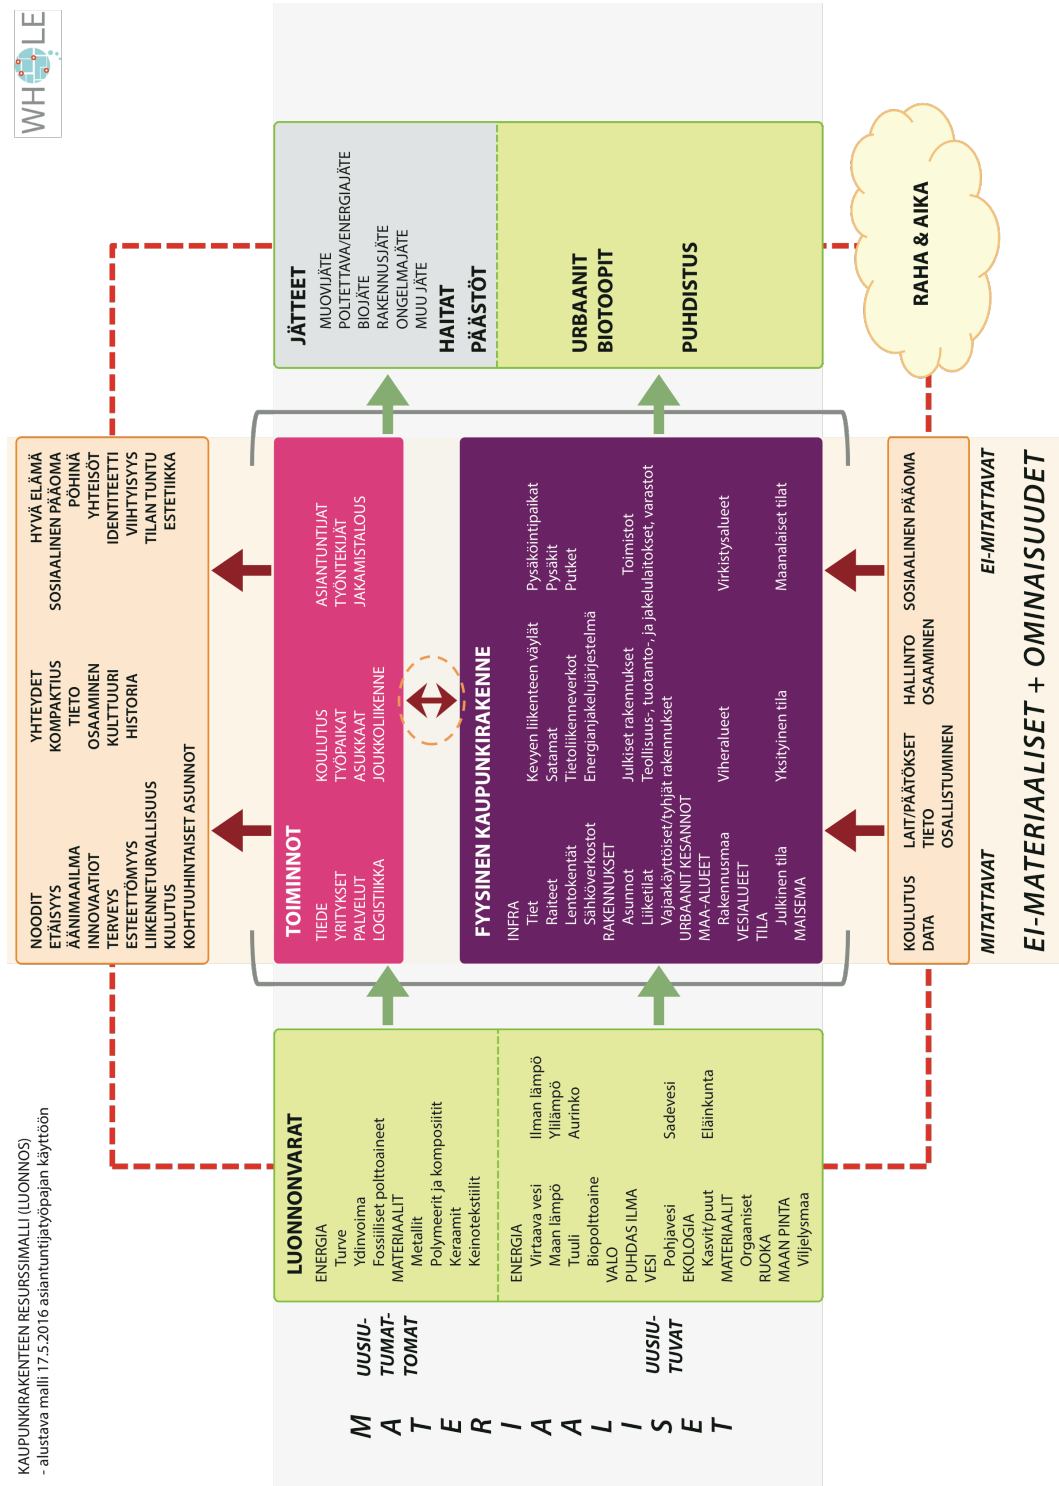 KAUPUNKIRAKENTEEN RESURSSIMALLI (LUONNOS)
- alustava malli 17.5.2016 asiantuntijatyöpajan käyttöön
WHOLE
NOODIT
ETÄISYYS
ÄÄNIMAAILMA
INNOVAATIOT
TERVEYS
ESTEETTÖMYYS
LIIKENNETURVALLISUUS
KULUTUS
KOHTUUHINTAISET ASUNNOT
YHTEYDET
KOMPAKTIUS
TIETO
OSAAMINEN
KULTTUURI
HISTORIA
HYVÄ ELÄMÄ
SOSIAALINEN PÄÄOMA
PÖHINÄ
YHTEISÖT
IDENTITEETTI
VIIHTYISYYS
TILAN TUNTU
ESTETIIKKA
MATERIAALISET
UUSIU-
TUMAT-
TOMAT
UUSIU-
TUVAT
LUONNONVARAT
ENERGIA
Turve
Ydinvoima
Fossiiliset polttoaineet
MATERIAALIT
Metallit
Polymeerit ja komposiitit
Keraamit
Keinotekstiilit
ENERGIA
Virtaava vesi
Ilman lämpö
Maan lämpö
Ylilämpö
Tuuli
Aurinko
Biopolttoaine
VALO
PUHDAS ILMA
VESI
Pohjavesi
Sadevesi
EKOLOGIA
Kasvit/puut
Eläinkunta
MATERIAALIT
Orgaaniset
RUOKA
MAAN PINTA
Viljelysmaa
TOIMINNOT
TIEDE
YRITYKSET
PALVELUT
LOGISTIIKKA
KOULUTUS
TYÖPAIKAT
ASUKKAAT
JOUKKOLIIKENNE
ASIANTUNTIJAT
TYÖNTEKIJÄT
JAKAMISTALOUS
FYYSINEN KAUPUNKIRAKENNE
INFRA
Tiet
Kevyen liikenteen väylät
Pysäköintipaikat
Raiteet
Satamat
Pysäkit
Lentokentät
Tietoliikenneverkot
Putket
Sähköverkostot
Energianjakelujärjestelmä
RAKENNUKSET
Asunnot
Julkiset rakennukset
Toimistot
Liiketilat
Teollisuus-, tuotanto-, ja jakelulaitokset, varastot
Vajaakäyttöiset/tyhjät rakennukset
URBAANIT KESANNOT
MAA-ALUEET
Rakennusmaa
Viheralueet
Virkistysalueet
VESIALUEET
TILA
Julkinen tila
Yksityinen tila
Maanalaiset tilat
MAISEMA
JÄTTEET
MUOVIJÄTE
POLTETTAVA/ENERGIAJÄTE
BIOJÄTE
RAKENNUSJÄTE
ONGELMAJÄTE
MUU JÄTE
HAITAT
PÄÄSTÖT
URBAANIT
BIOTOOPIT
PUHDISTUS
KOULUTUS
DATA
LAIT/PÄÄTÖKSET
TIETO
OSALLISTUMINEN
HALLINTO
OSAAMINEN
SOSIAALINEN PÄÄOMA
RAHA & AIKA
MITATTAVAT
EI-MITATTAVAT
EI-MATERIAALISET + OMINAISUUDET